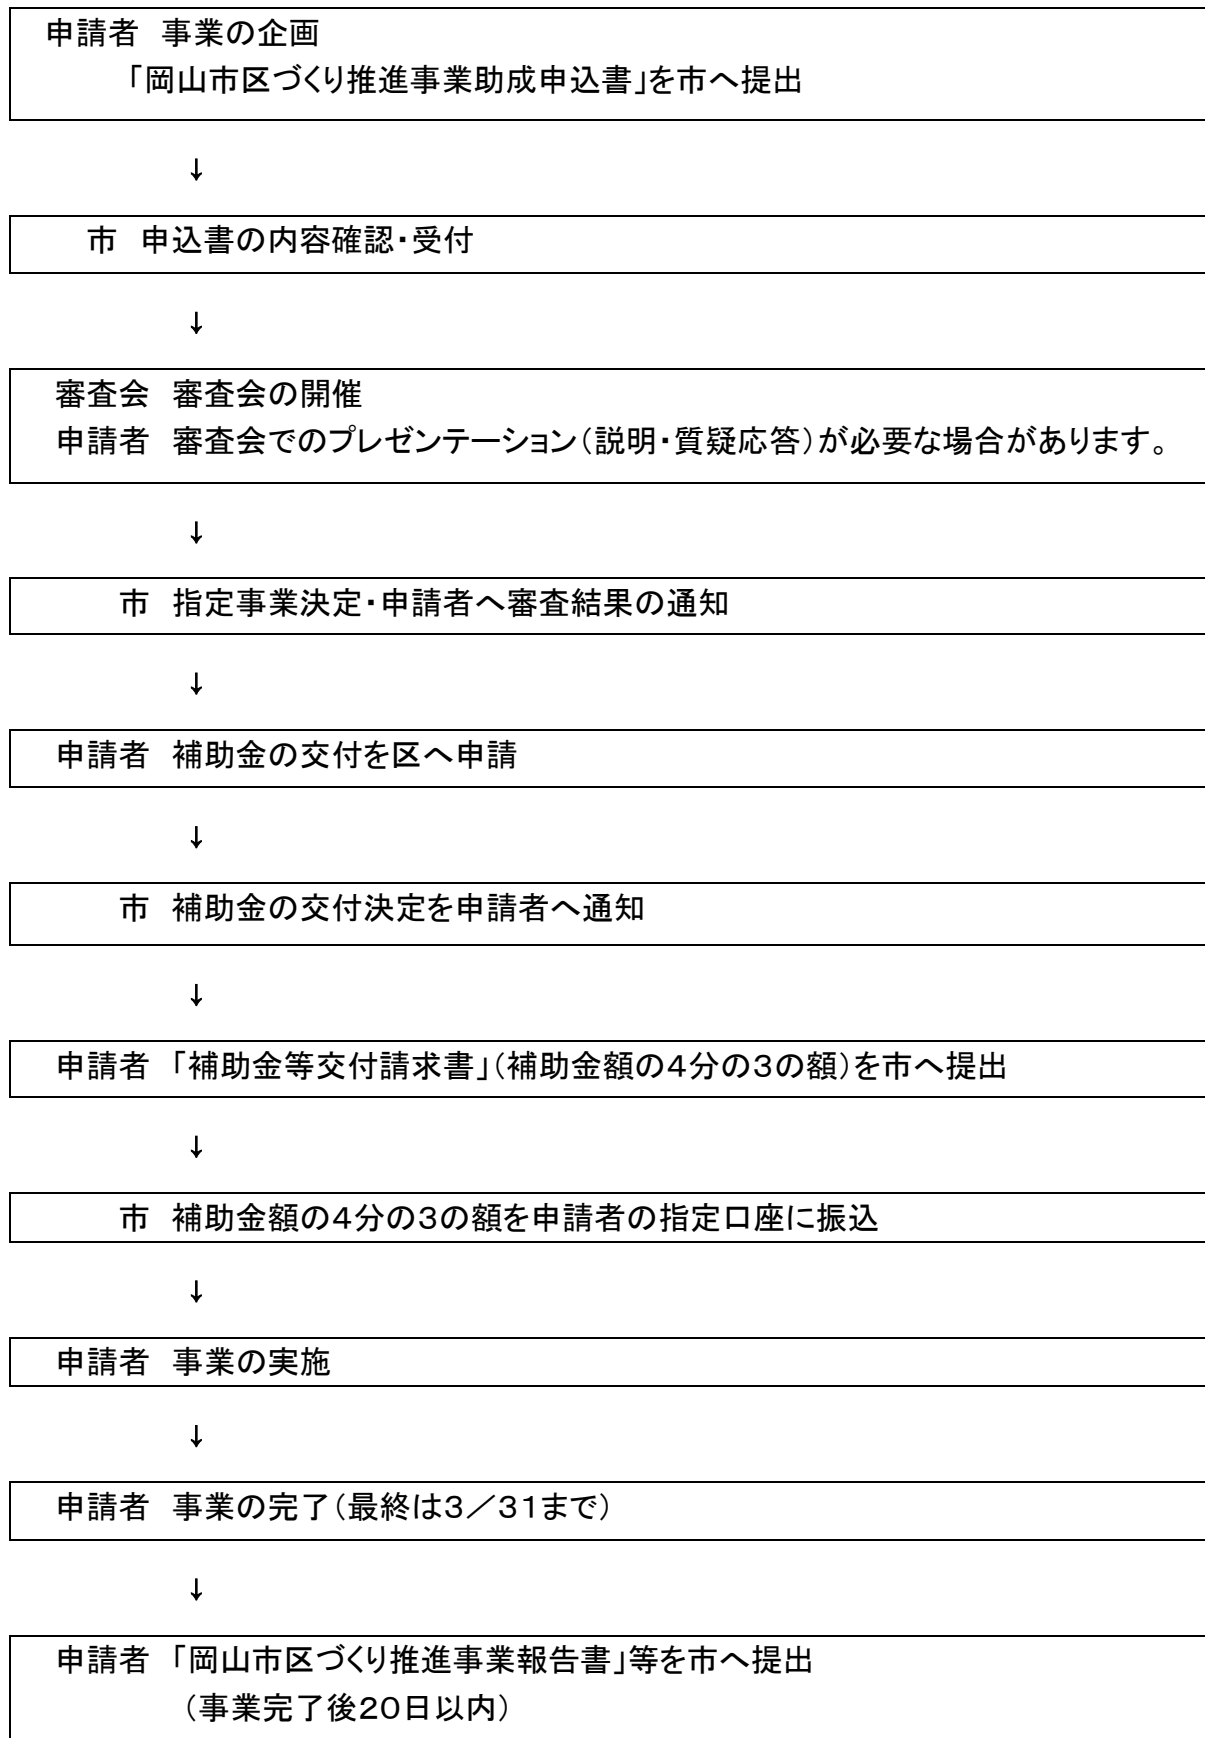 申請者　事業の企画
「岡山市区づくり推進事業助成申込書」を市へ提出
↓
市　申込書の内容確認・受付
↓
審査会　審査会の開催
申請者　審査会でのプレゼンテーション（説明・質疑応答）が必要な場合があります。
↓
市　指定事業決定・申請者へ審査結果の通知
↓
申請者　補助金の交付を区へ申請
↓
市　補助金の交付決定を申請者へ通知
↓
申請者　「補助金等交付請求書」（補助金額の４分の３の額）を市へ提出
↓
市　補助金額の４分の３の額を申請者の指定口座に振込
↓
申請者　事業の実施
↓
申請者　事業の完了（最終は３／３１まで）
↓
申請者　「岡山市区づくり推進事業報告書」等を市へ提出
（事業完了後２０日以内）